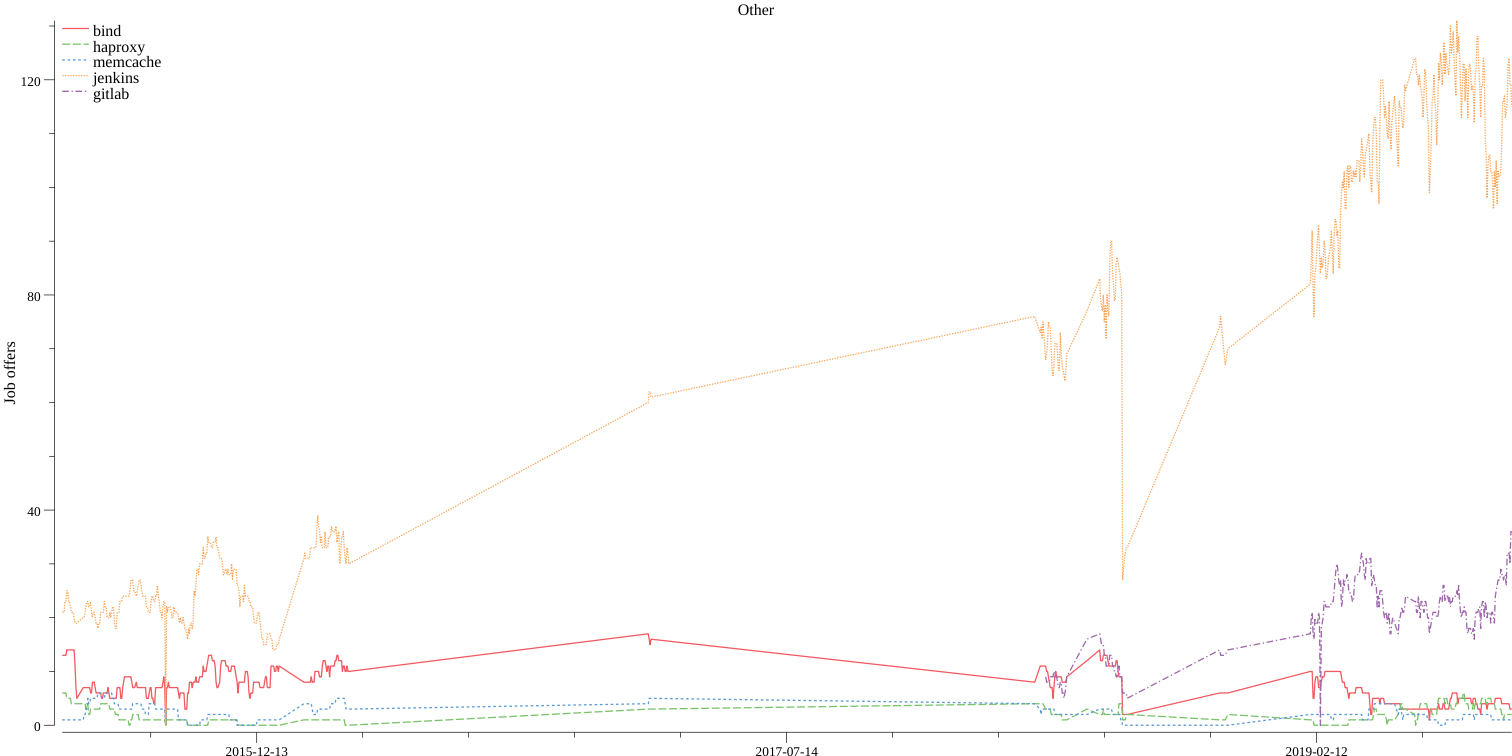 Other
bind
haproxy
memcache
jenkins
gitlab
120
80
40
0
Job offers
2015-12-13
2017-07-14
2019-02-12